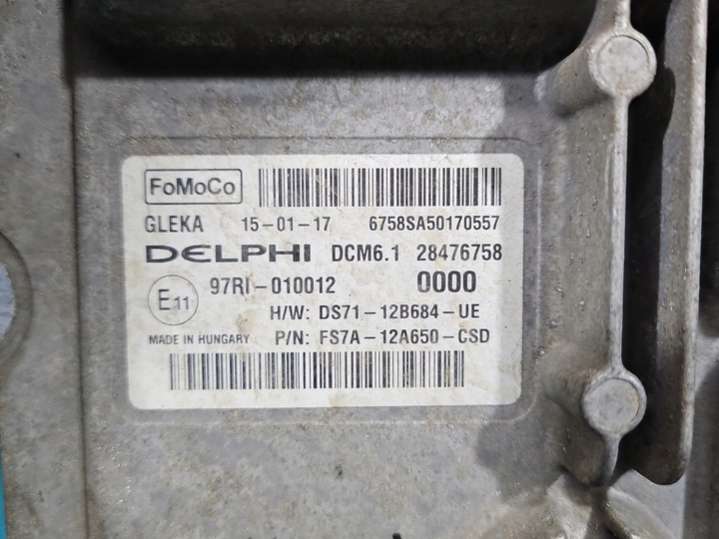 FoMoCo
GLEKA 15-01-17 6758SA50170557
DELPHI DCM6.1 28476758
E11 97RI-010012 0000
H/W: DS71-12B684-UE
MADE IN HUNGARY P/N: FS7A-12A650-CSD